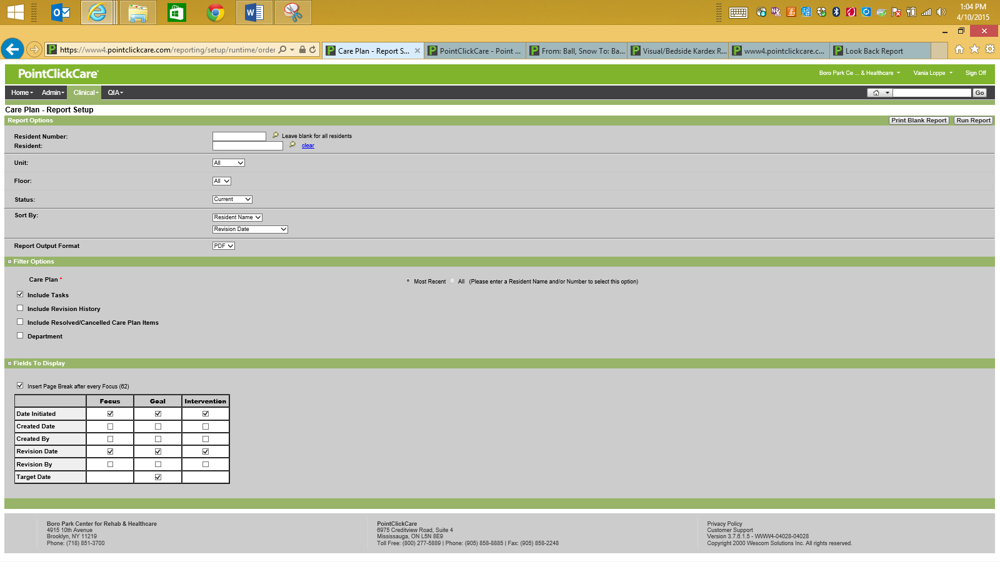 1:04 PM
4/10/2015
https://www4.pointclickcare.com/reporting/setup/runtime/order
Care Plan - Report S...
PointClickCare - Point ...
From: Ball, Snow To: Ba...
Visual/Bedside Kardex R...
www4.pointclickcare.c...
Look Back Report
PointClickCare
Boro Park Ce ... & Healthcare
Vania Loppe
Sign Off
Home
Admin
Clinical
QIA
Go
Care Plan - Report Setup
Report Options
Print Blank Report
Run Report
Resident Number:
Leave blank for all residents
Resident:
clear
Unit:
All
Floor:
All
Status:
Current
Sort By:
Resident Name
Revision Date
Report Output Format
PDF
Filter Options
Care Plan *
Most Recent
All (Please enter a Resident Name and/or Number to select this option)
Include Tasks
Include Revision History
Include Resolved/Cancelled Care Plan Items
Department
Fields To Display
Insert Page Break after every Focus (62)
Focus Goal Intervention
Date Initiated
Created Date
Created By
Revision Date
Revision By
Target Date
Boro Park Center for Rehab & Healthcare
4915 10th Avenue
Brooklyn, NY 11219
Phone: (718) 851-3700
PointClickCare
6975 Creditview Road, Suite 4
Mississauga, ON L5N 8E9
Toll Free: (800) 277-5889 | Phone: (905) 858-8885 | Fax: (905) 858-2248
Privacy Policy
Customer Support
Version 3.7.6.1.5 - WWW4-04028-04028
Copyright 2000 Wescom Solutions Inc. All rights reserved.